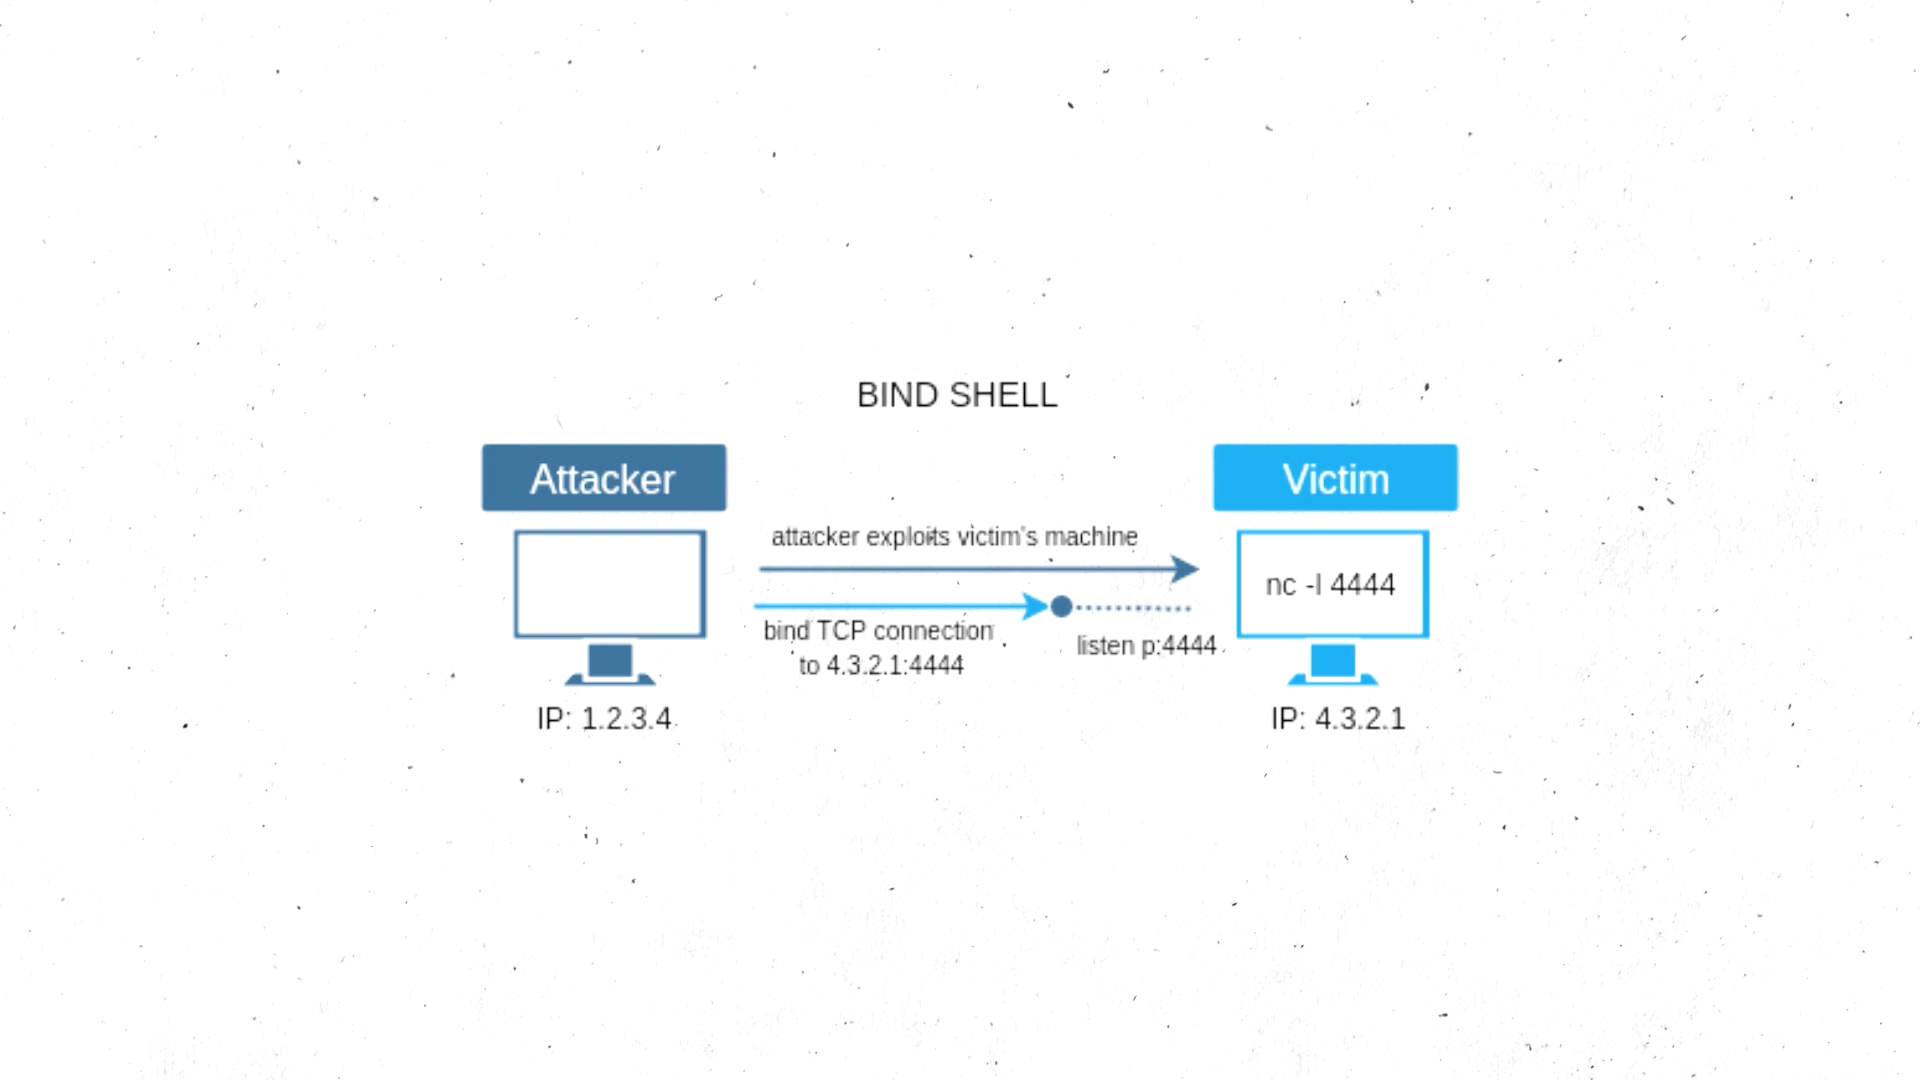 BIND SHELL
Attacker
Victim
attacker exploits victim's machine
nc -l 4444
bind TCP connection
to 4.3.2.1:4444
listen p:4444
IP: 1.2.3.4
IP: 4.3.2.1